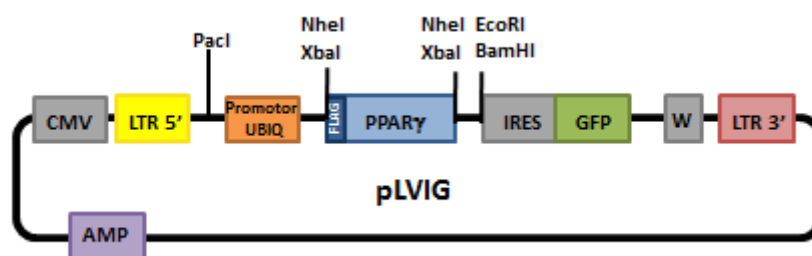 PacI
NheI
XbaI
NheI
XbaI
EcoRI
BamHI
CMV
LTR 5'
Promotor
UBIQ
FLAG
PPARγ
IRES
GFP
W
LTR 3'
pLVIG
AMP